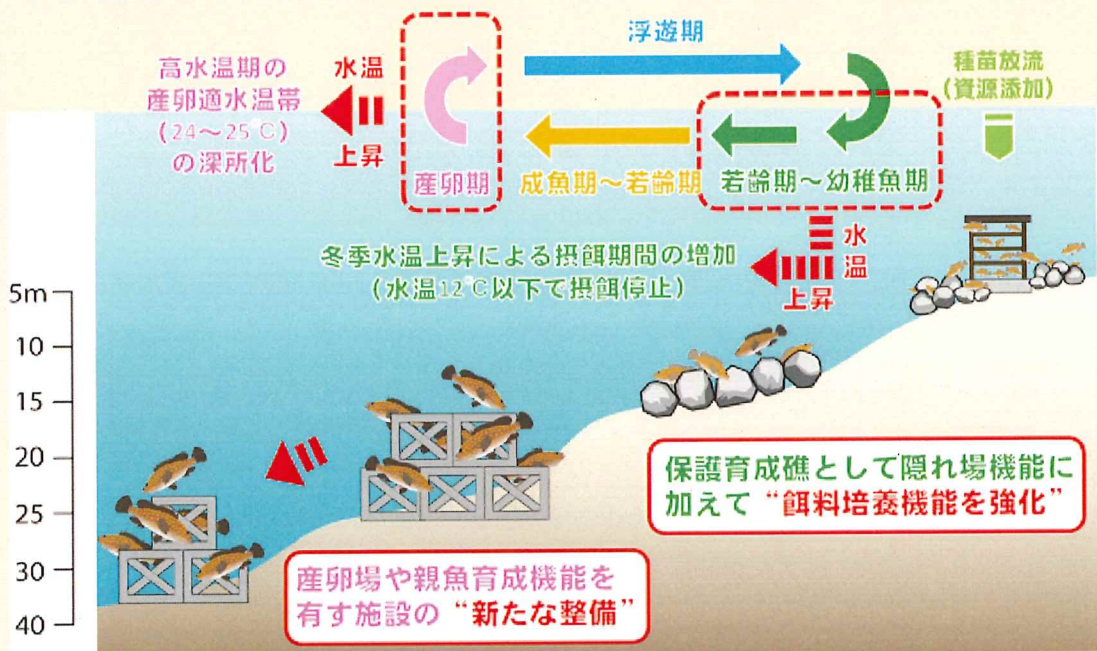 浮遊期
高水温期の
産卵適水温帯
(24～25℃)
の深所化
水温
上昇
産卵期
成魚期～若齢期
若齢期～幼稚魚期
種苗放流
(資源添加)
冬季水温上昇による摂餌期間の増加
(水温12℃以下で摂餌停止)
水
温
上昇
5m
10
15
20
25
30
40
保護育成礁として隠れ場機能に
加えて “餌料培養機能を強化”
産卵場や親魚育成機能を
有す施設の “新たな整備”